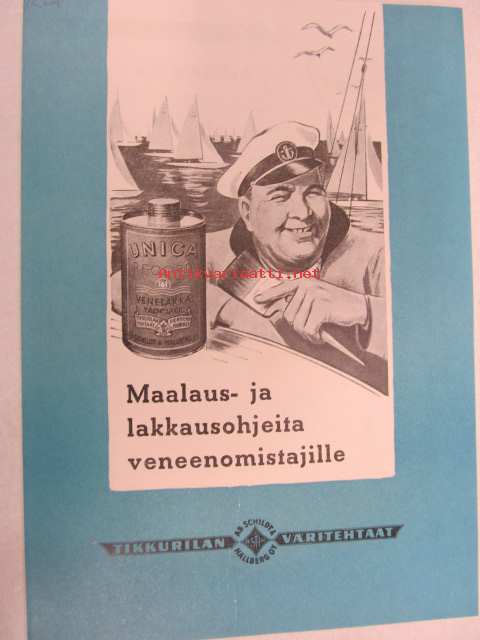 UNICA
VENELAKKA
Antikvariaatti.net
Maalaus- ja
lakkausohjeita
veneenomistajille
TIKKURILAN AB SCHILDT & HALLBERG OY VÄRITEHTAAT